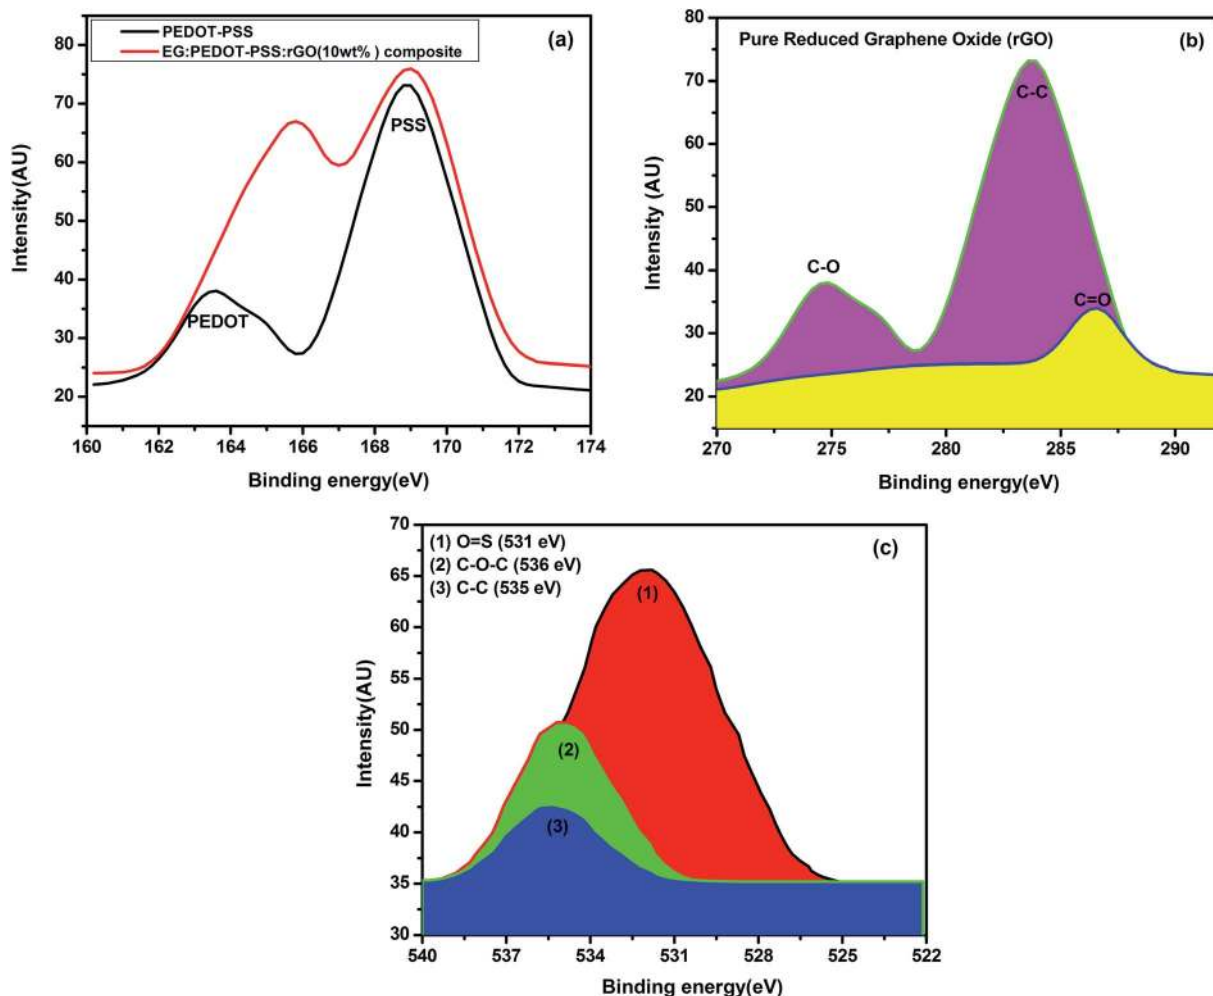 PEDOT-PSS
EG:PEDOT-PSS:rGO(10wt% ) composite
(a)
PSS
PEDOT
80
70
60
50
40
30
20
160 162 164 166 168 170 172 174
Intensity(AU)
Binding energy(eV)
Pure Reduced Graphene Oxide (rGO)
(b)
C-C
C-O
C=O
80
70
60
50
40
30
20
270 275 280 285 290
Intensity (AU)
Binding energy(eV)
(1) O=S (531 eV)
(2) C-O-C (536 eV)
(3) C-C (535 eV)
(c)
(1)
(2)
(3)
70
65
60
55
50
45
40
35
30
540 537 534 531 528 525 522
Intensity(AU)
Binding energy(eV)